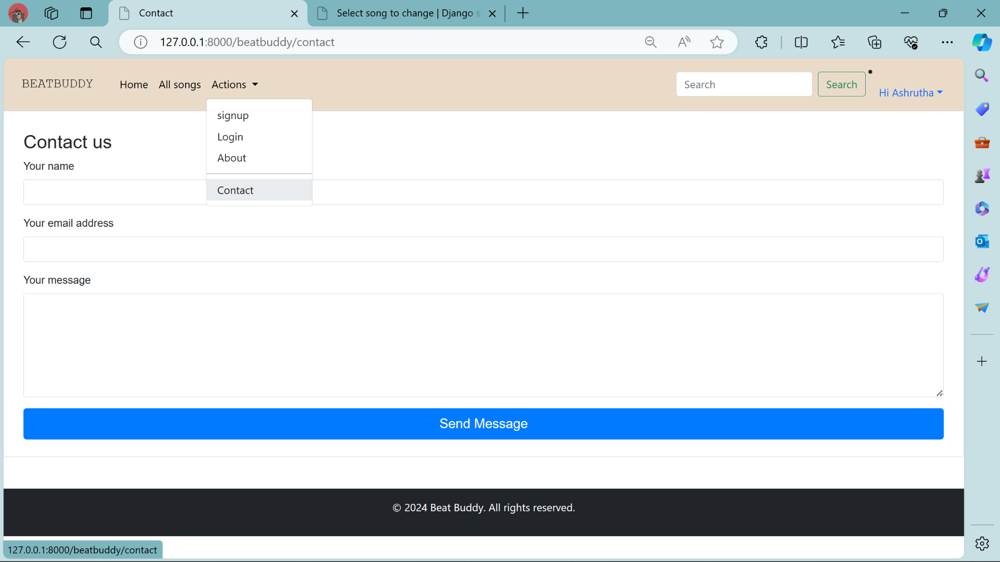 Contact
Select song to change | Django s
127.0.0.1:8000/beatbuddy/contact
BEATBUDDY
Home
All songs
Actions
Search
Search
Hi Ashrutha
signup
Login
About
Contact
Contact us
Your name
Your email address
Your message
Send Message
© 2024 Beat Buddy. All rights reserved.
127.0.0.1:8000/beatbuddy/contact